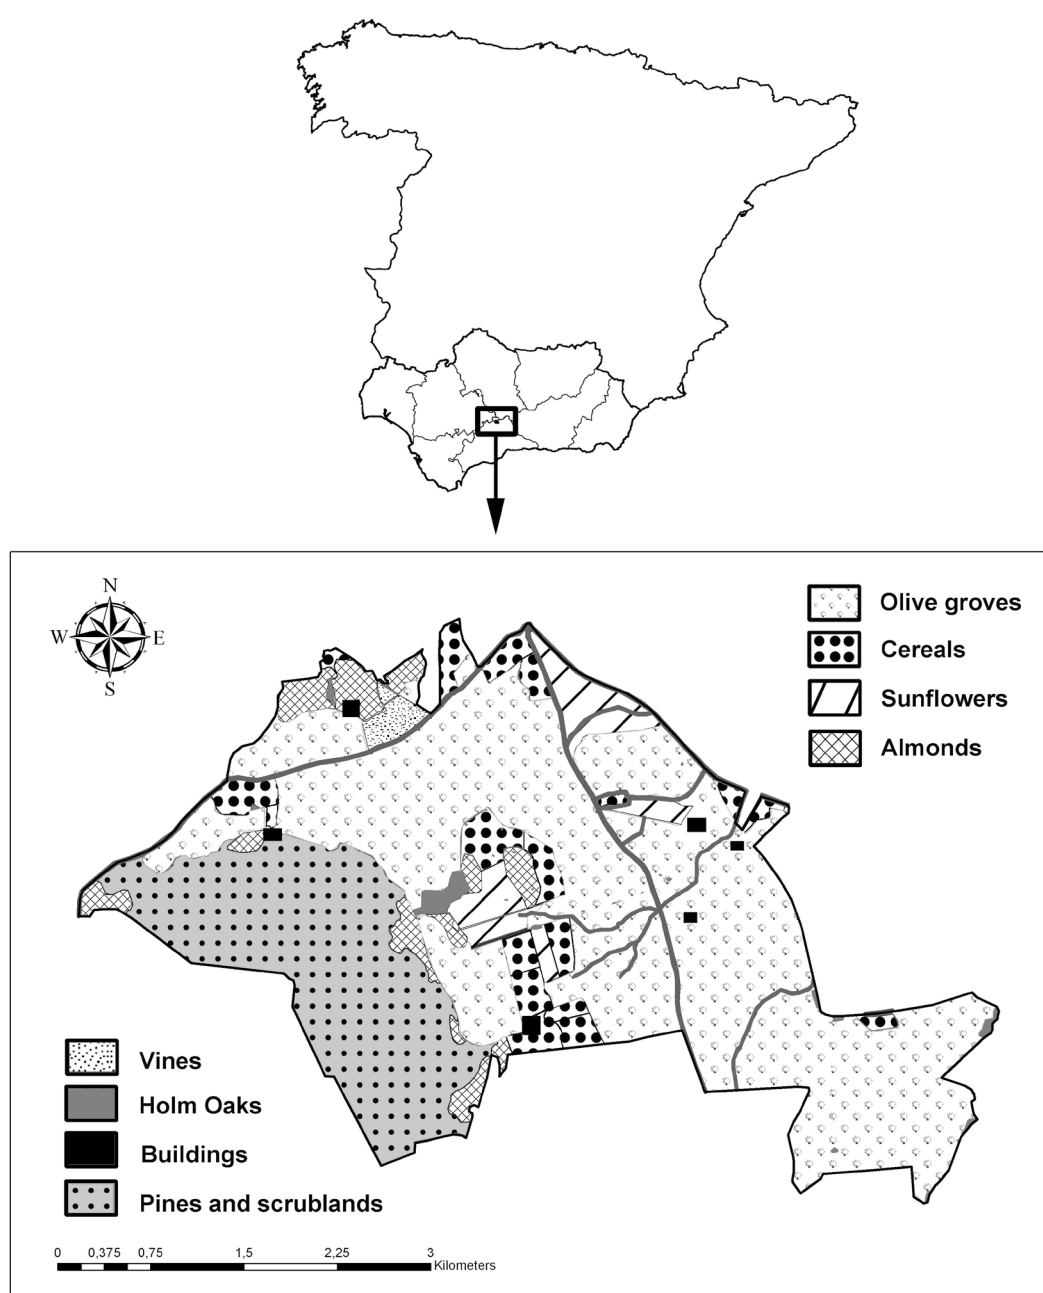 N
W E
S
Olive groves
Cereals
Sunflowers
Almonds
Vines
Holm Oaks
Buildings
Pines and scrublands
0 0,375 0,75 1,5 2,25 3
Kilometers